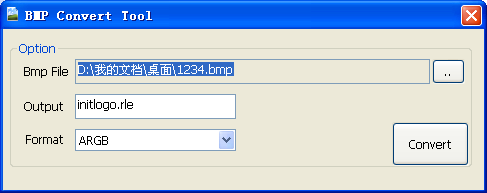 BMP Convert Tool
Option
Bmp File D:\我的文档\桌面\1234.bmp ..
Output initlogo.rle
Format ARGB
Convert